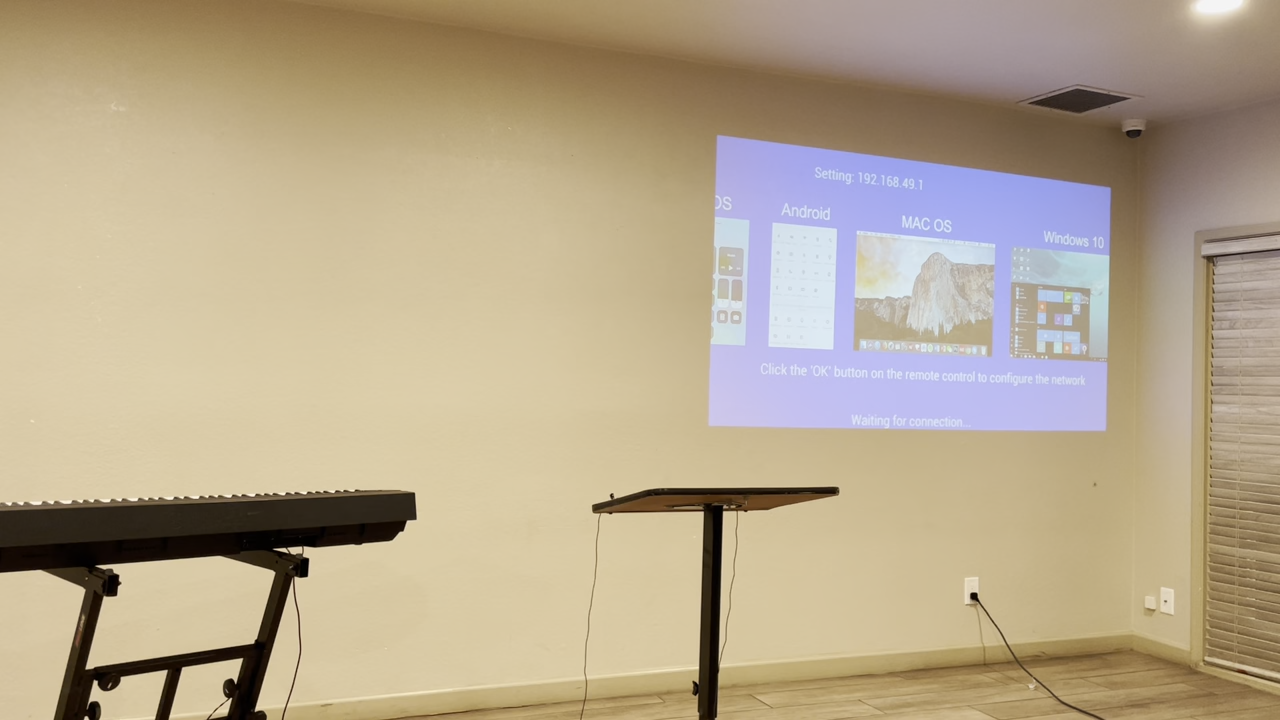 Setting: 192.168.49.1
OS
Android
MAC OS
Windows 10
Click the "OK" button on the remote control to configure the network
Waiting for connection...